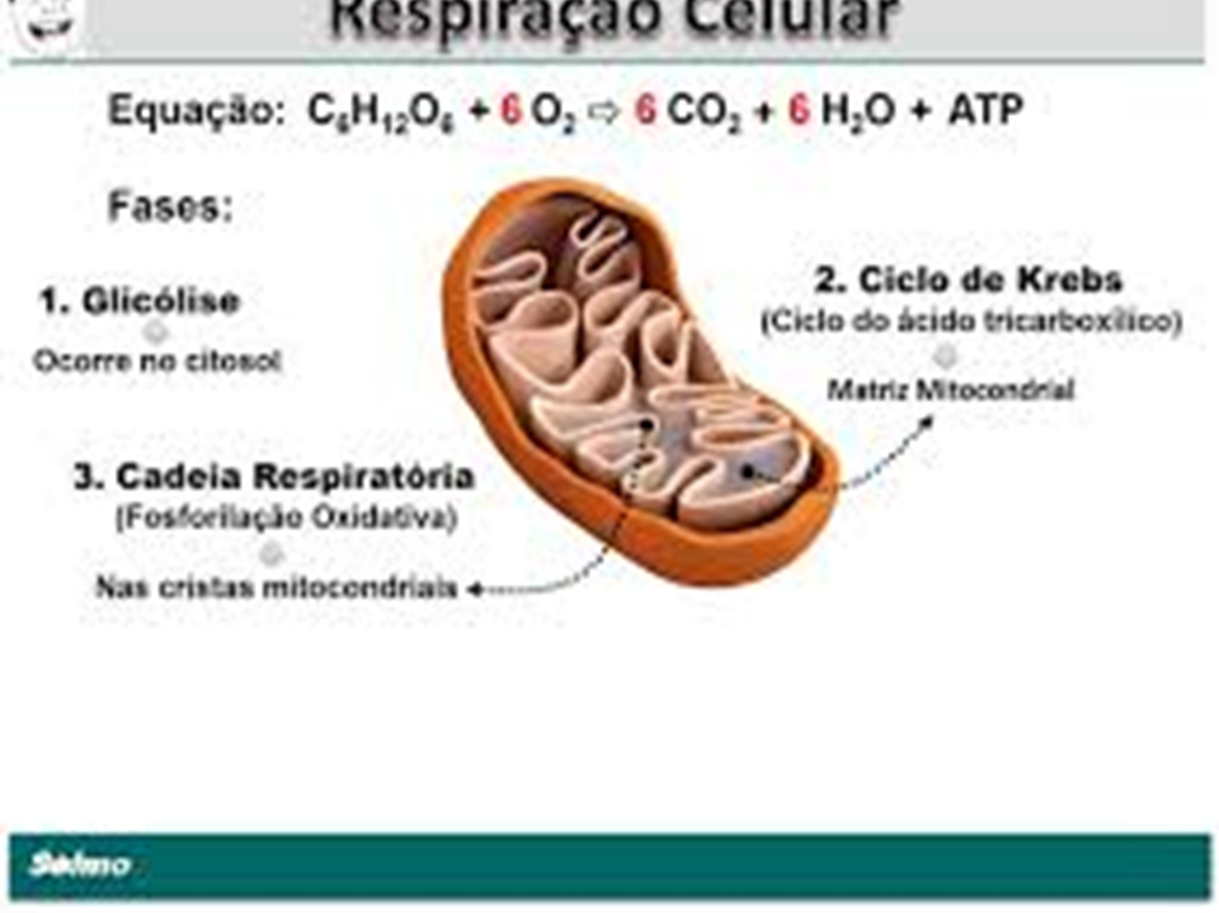 Respiração Celular
Equação: C₆H₁₂O₆ + 6 O₂ ⇨ 6 CO₂ + 6 H₂O + ATP
Fases:
1. Glicólise
Ocorre no citosol
2. Ciclo de Krebs
(Ciclo do ácido tricarboxílico)
Matriz Mitocondrial
3. Cadeia Respiratória
(Fosforilação Oxidativa)
Nas cristas mitocondriais